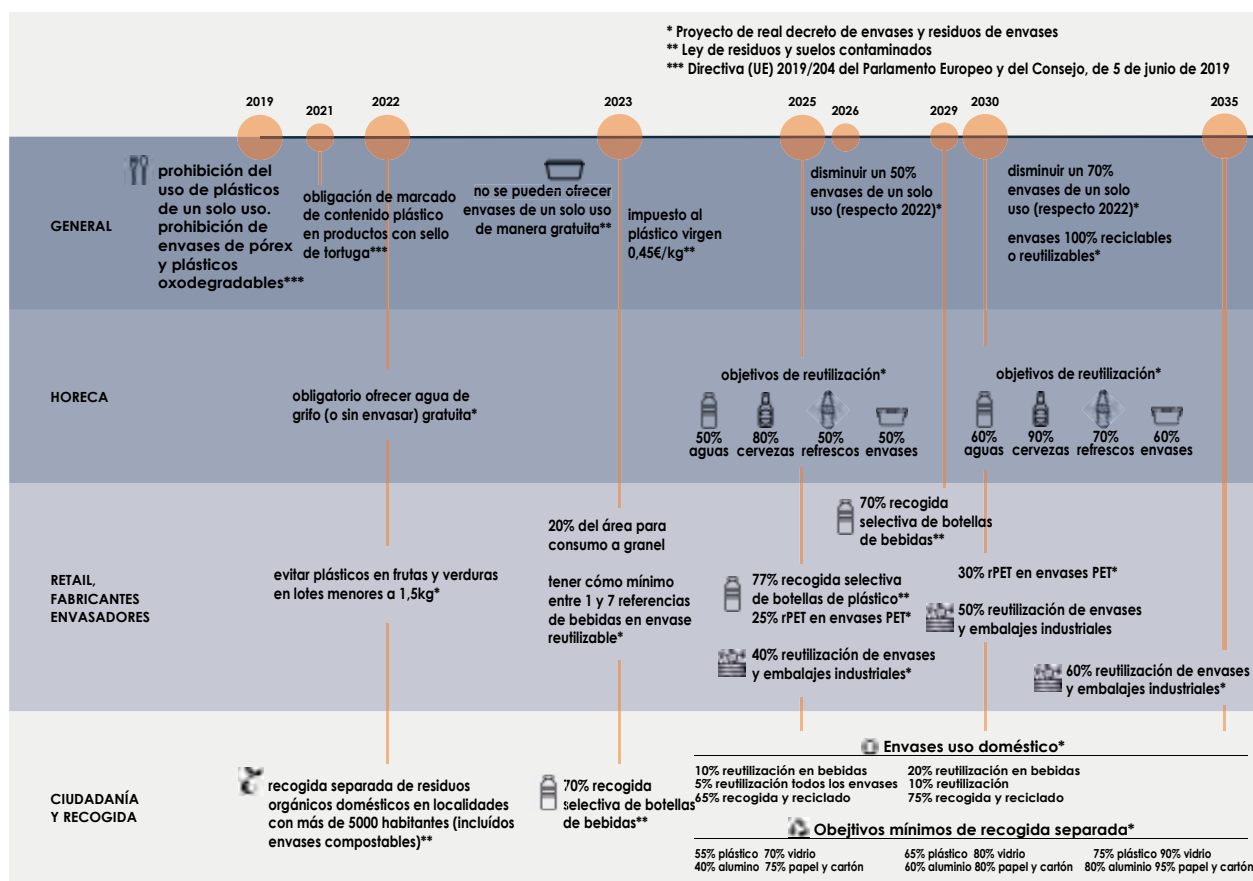 * Proyecto de real decreto de envases y residuos de envases
** Ley de residuos y suelos contaminados
*** Directiva (UE) 2019/204 del Parlamento Europeo y del Consejo, de 5 de junio de 2019
2019
2021
2022
2023
2025
2026
2029
2030
2035
GENERAL
prohibición del
uso de plásticos
de un solo uso.
prohibición de
envases de pórex
y plásticos
oxodegradables***
obligación de marcado
de contenido plástico
en productos con sello
de tortuga***
no se pueden ofrecer
envases de un solo uso
de manera gratuita**
impuesto al
plástico virgen
0,45€/kg**
disminuir un 50%
envases de un solo
uso (respecto 2022)*
disminuir un 70%
envases de un solo
uso (respecto 2022)*
envases 100% reciclables
o reutilizables*
HORECA
obligatorio ofrecer agua de
grifo (o sin envasar) gratuita*
objetivos de reutilización*
50% 80% 50% 50%
aguas cervezas refrescos envases
objetivos de reutilización*
60% 90% 70% 60%
aguas cervezas refrescos envases
RETAIL,
FABRICANTES
ENVASADORES
evitar plásticos en frutas y verduras
en lotes menores a 1,5kg*
20% del área para
consumo a granel
tener cómo mínimo
entre 1 y 7 referencias
de bebidas en envase
reutilizable*
77% recogida selectiva
de botellas de plástico**
25% rPET en envases PET*
40% reutilización de envases
y embalajes industriales*
70% recogida
selectiva de botellas
de bebidas**
30% rPET en envases PET*
50% reutilización de envases
y embalajes industriales
60% reutilización de envases
y embalajes industriales*
CIUDADANÍA
Y RECOGIDA
recogida separada de residuos
orgánicos domésticos en localidades
con más de 5000 habitantes (incluídos
envases compostables)**
70% recogida
selectiva de botellas
de bebidas**
Envases uso doméstico*
10% reutilización en bebidas
5% reutilización todos los envases
65% recogida y reciclado
20% reutilización en bebidas
10% reutilización
75% recogida y reciclado
Obejtivos mínimos de recogida separada*
55% plástico 70% vidrio
40% alumino 75% papel y cartón
65% plástico 80% vidrio
60% aluminio 80% papel y cartón
75% plástico 90% vidrio
80% aluminio 95% papel y cartón